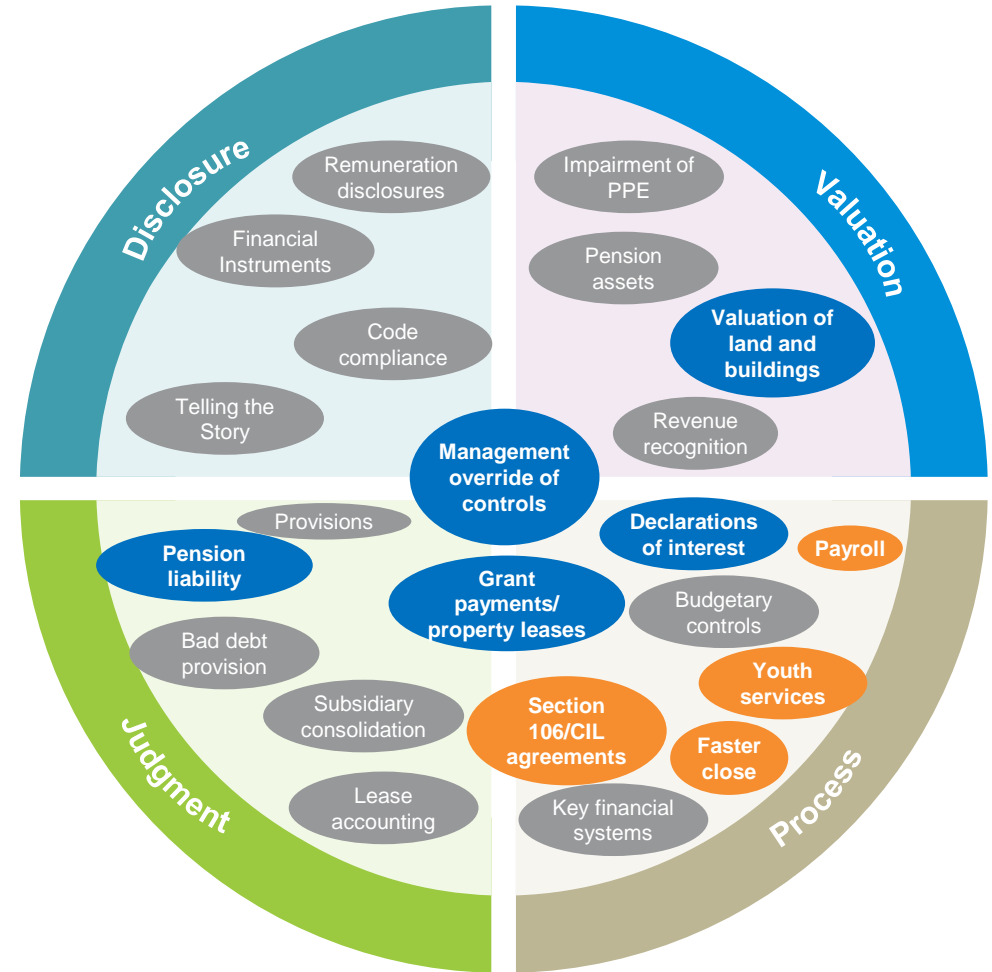 Disclosure
Remuneration
disclosures
Financial
Instruments
Code
compliance
Telling the
Story
Valuation
Impairment of
PPE
Pension
assets
Valuation of
land and
buildings
Revenue
recognition
Management
override of
controls
Judgment
Provisions
Pension
liability
Grant
payments/
property leases
Bad debt
provision
Subsidiary
consolidation
Lease
accounting
Process
Declarations
of interest
Payroll
Budgetary
controls
Youth
services
Section
106/CIL
agreements
Faster
close
Key financial
systems